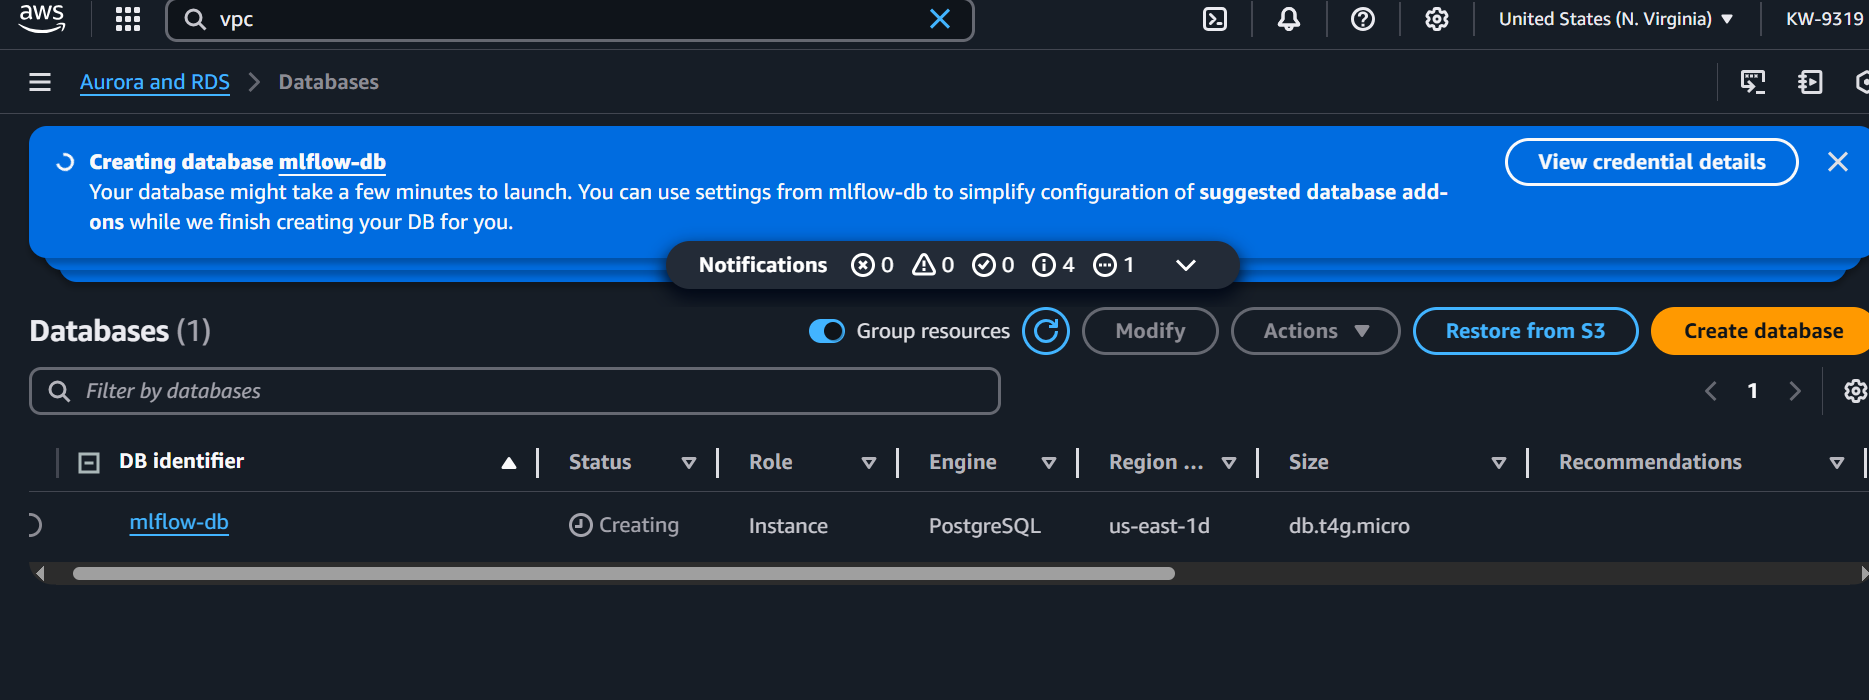 aws
vpc
United States (N. Virginia)
KW-9319
Aurora and RDS
Databases
Creating database mlflow-db
View credential details
Your database might take a few minutes to launch. You can use settings from mlflow-db to simplify configuration of suggested database add-
ons while we finish creating your DB for you.
Notifications 0 0 0 4 1
Databases (1)
Group resources
Modify
Actions
Restore from S3
Create database
Filter by databases
1
DB identifier Status Role Engine Region ... Size Recommendations
mlflow-db Creating Instance PostgreSQL us-east-1d db.t4g.micro